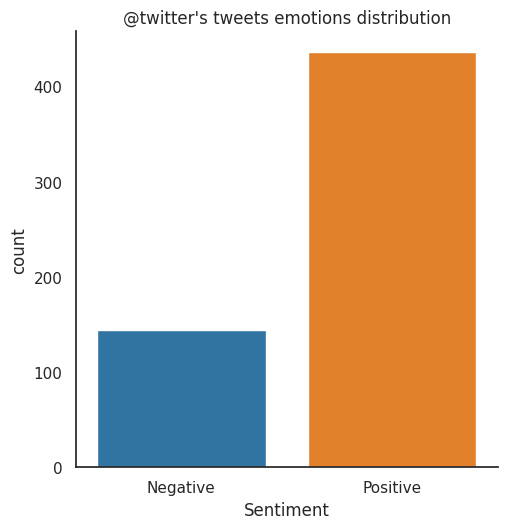 @twitter's tweets emotions distribution
count
400
300
200
100
0
Negative
Positive
Sentiment